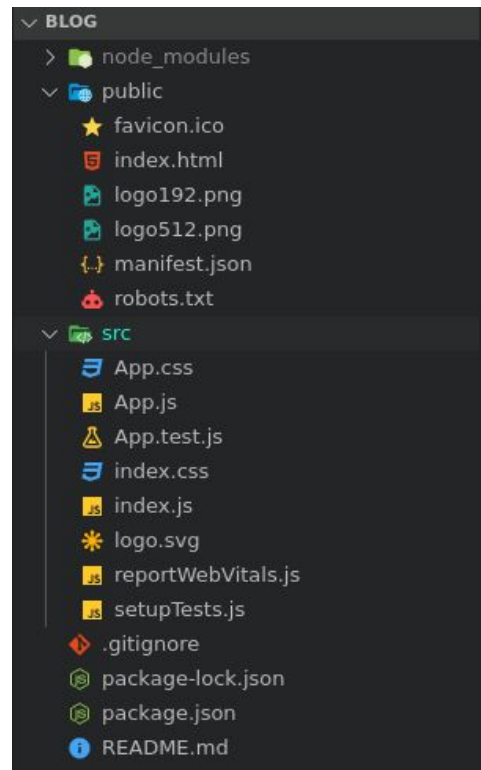 BLOG
node_modules
public
favicon.ico
index.html
logo192.png
logo512.png
manifest.json
robots.txt
src
App.css
App.js
App.test.js
index.css
index.js
logo.svg
reportWebVitals.js
setupTests.js
.gitignore
package-lock.json
package.json
README.md